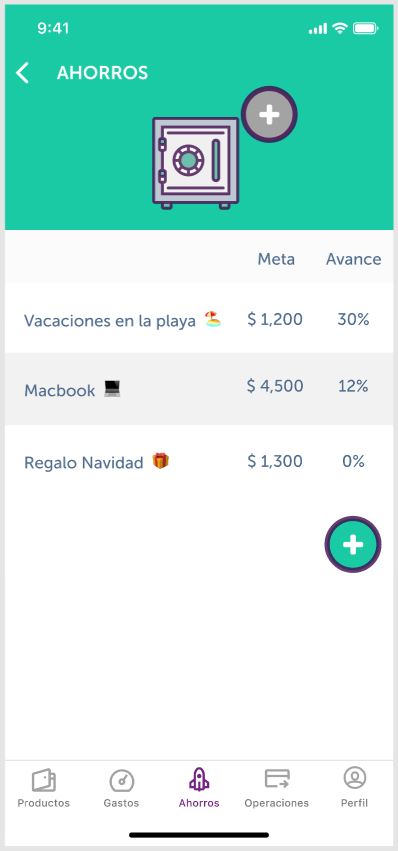 9:41
AHORROS
Meta Avance
Vacaciones en la playa 🏖️ $ 1,200 30%
Macbook 💻 $ 4,500 12%
Regalo Navidad 🎁 $ 1,300 0%
Productos Gastos Ahorros Operaciones Perfil